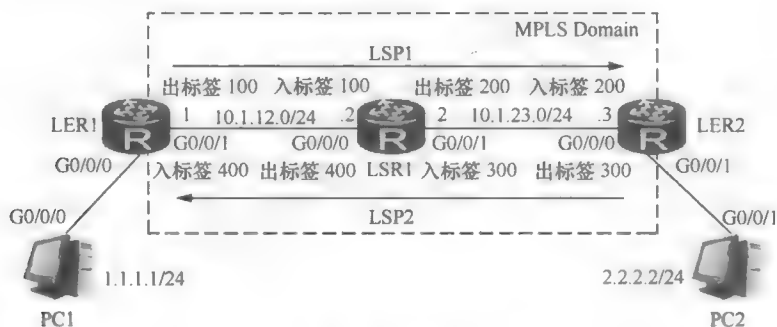 MPLS Domain
LSP1
出标签 100 入标签 100 出标签 200 入标签 200
LER1 1 10.1.12.0/24 .2 2 10.1.23.0/24 .3 LER2
R R R
G0/0/1 G0/0/0 G0/0/1 G0/0/0
G0/0/0 LSR1 G0/0/1
入标签 400 出标签 400 入标签 300 出标签 300
LSP2
G0/0/0 G0/0/1
1.1.1.1/24 2.2.2.2/24
PC1 PC2